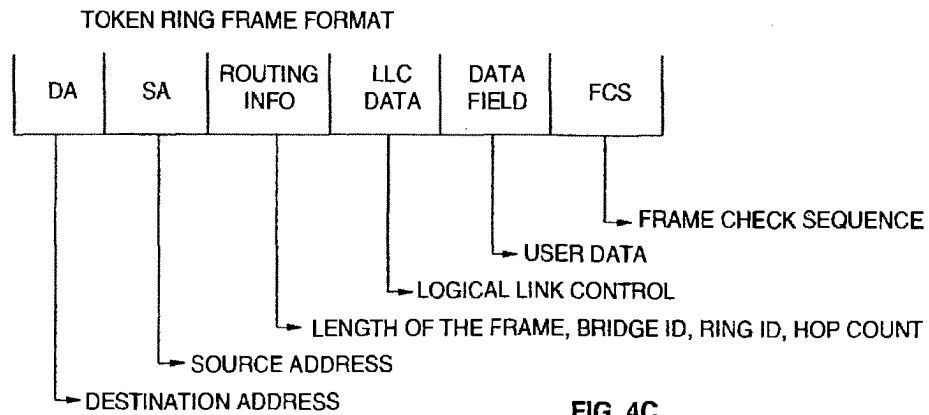 TOKEN RING FRAME FORMAT
DA
SA
ROUTING
INFO
LLC
DATA
DATA
FIELD
FCS
FRAME CHECK SEQUENCE
USER DATA
LOGICAL LINK CONTROL
LENGTH OF THE FRAME, BRIDGE ID, RING ID, HOP COUNT
SOURCE ADDRESS
DESTINATION ADDRESS
FIG. 4C